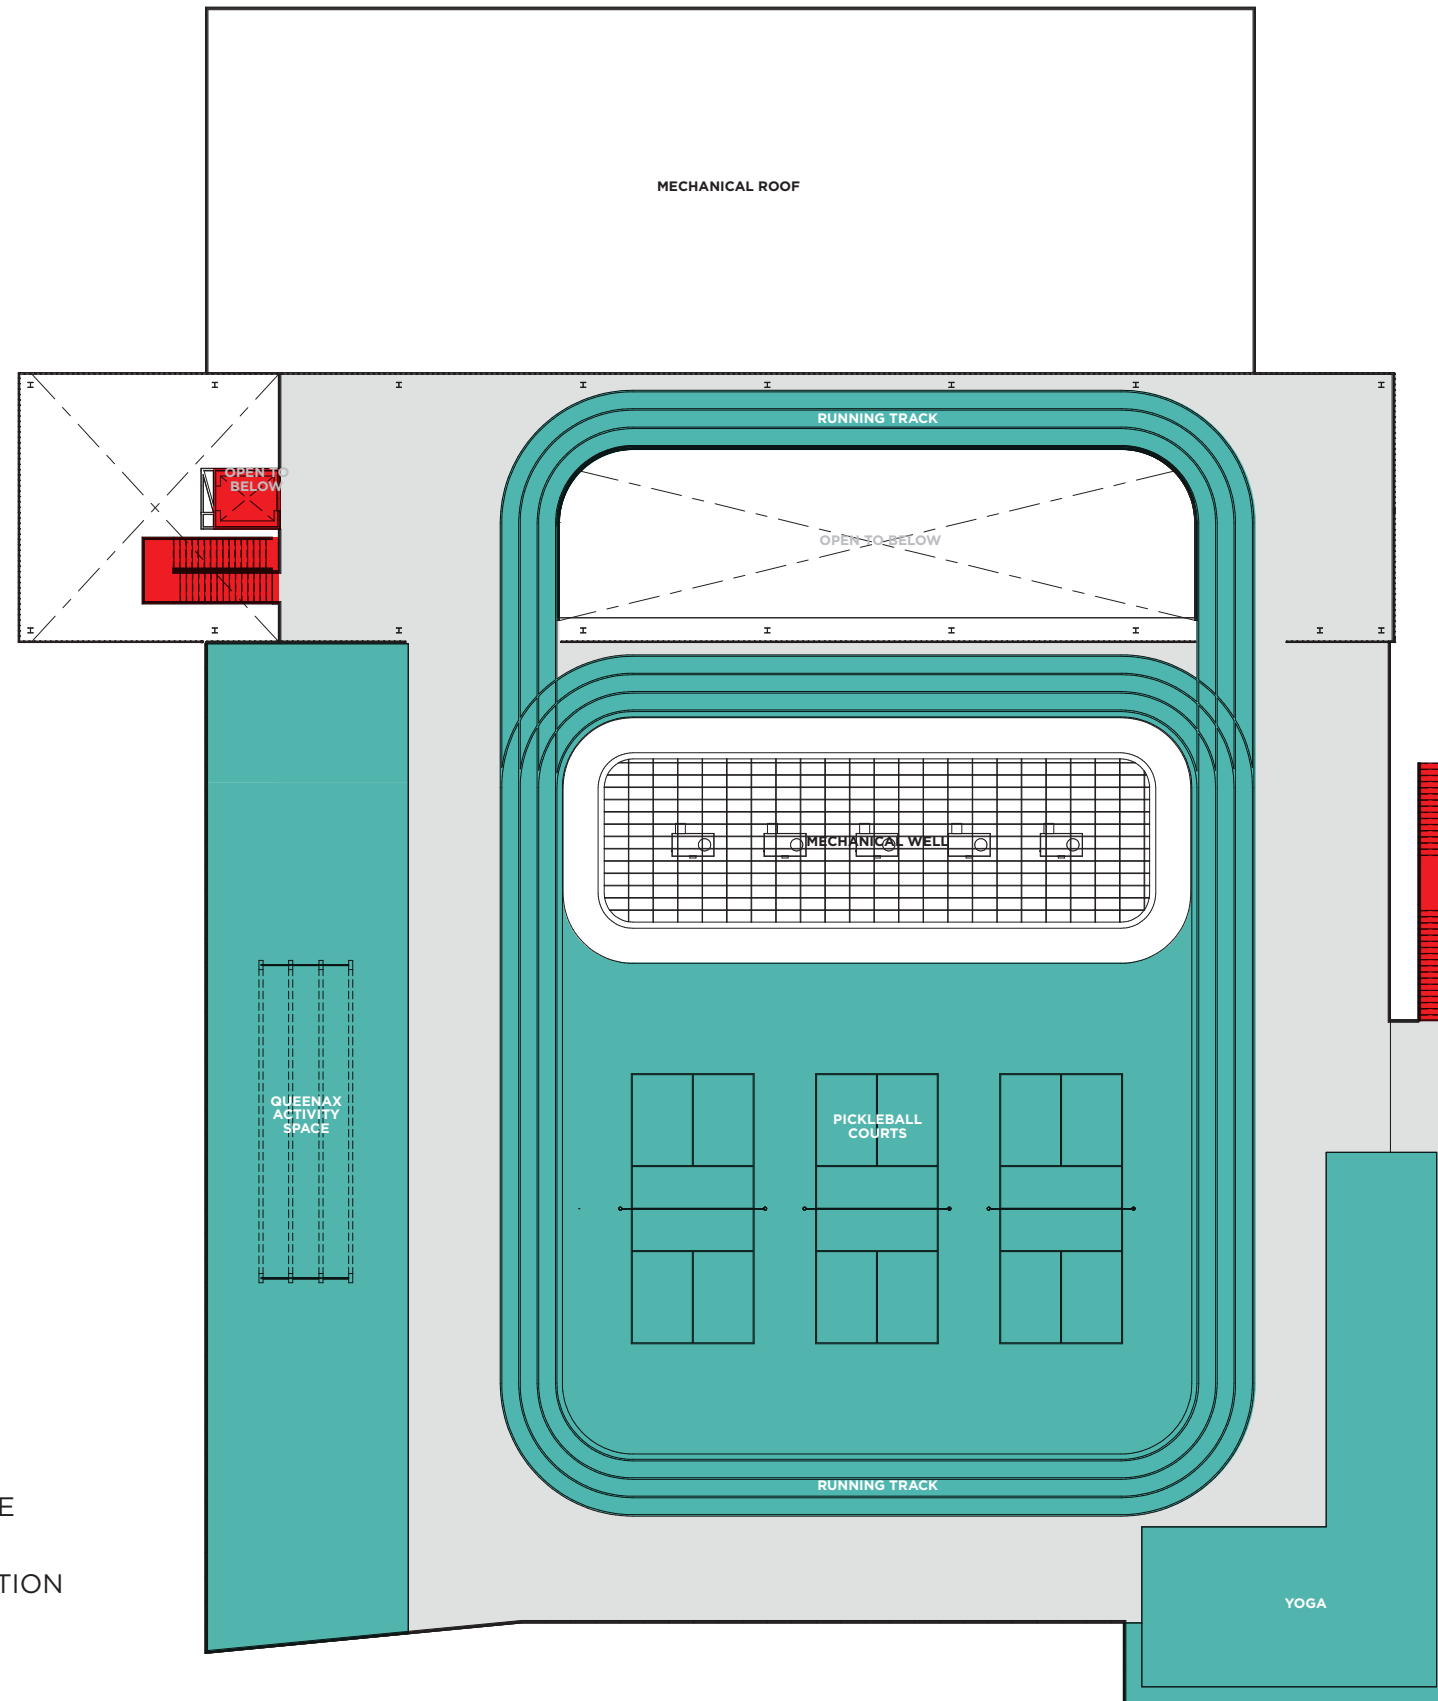 MECHANICAL ROOF
RUNNING TRACK
OPEN TO
BELOW
OPEN TO BELOW
MECHANICAL WELL
QUEENAX
ACTIVITY
SPACE
PICKLEBALL
COURTS
RUNNING TRACK
E
TION
YOGA